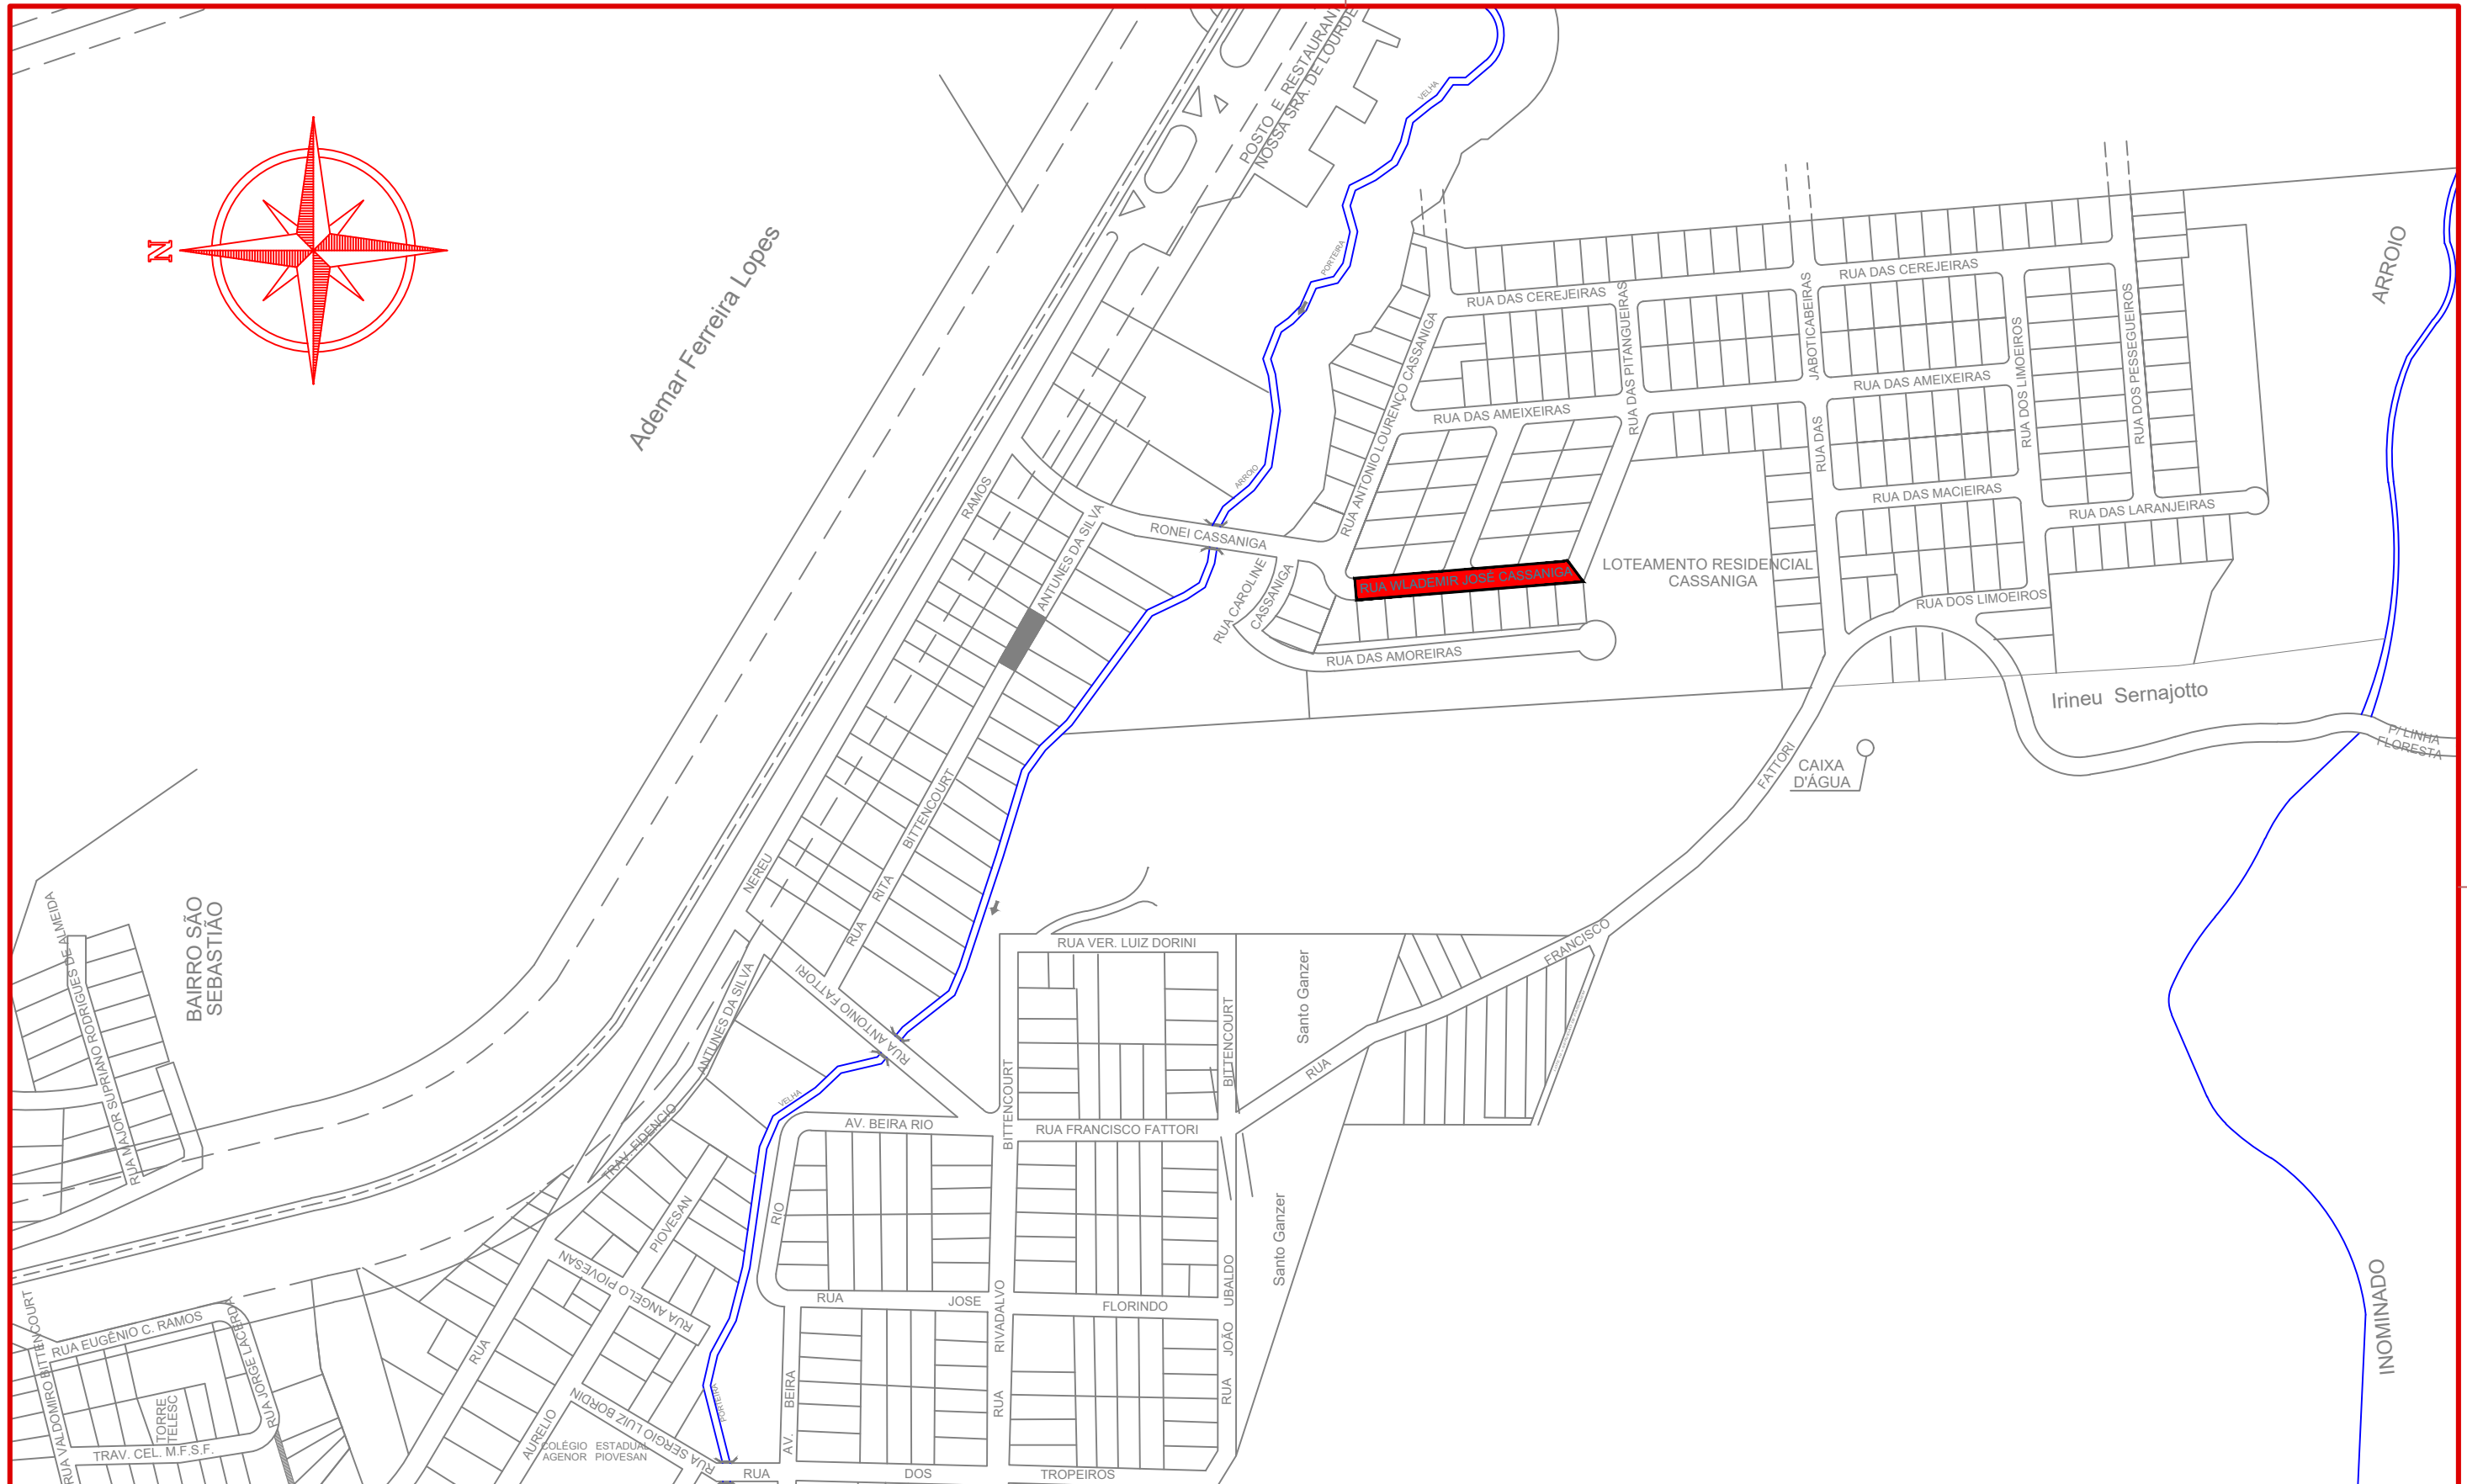 POSTO E RESTAURANT
NOSSA SRA. DE LOURDE
VELHA
N
Ademar Ferreira Lopes
PORTEIRA
ARROIO
ARROIO
RUA DAS CEREJEIRAS
RUA DAS CEREJEIRAS
RUA DAS PITANGUEIRAS
JABOTICABEIRAS
RUA DAS
RUA DOS LIMOEIROS
RUA DOS PESSEGUEIROS
RUA ANTONIO LOURENÇO CASSANIGA
RUA DAS AMEIXEIRAS
RUA DAS AMEIXEIRAS
RUA DAS MACIEIRAS
RUA DAS LARANJEIRAS
RAMOS
ANTUNES DA SILVA
RONEI CASSANIGA
RUA CAROLINE
CASSANIGA
RUA WLADEMIR JOSÉ CASSANIGA
LOTEAMENTO RESIDENCIAL
CASSANIGA
RUA DOS LIMOEIROS
RUA DAS AMOREIRAS
Irineu Sernajotto
P/ LINHA
FLORESTA
CAIXA
D'ÁGUA
FATTORI
BITTENCOURT
NEREU
RITA
RUA
BAIRRO SÃO
SEBASTIÃO
RUA MAJOR SUPRIANO RODRIGUES DE ALMEIDA
RUA VER. LUIZ DORINI
FRANCISCO
Santo Ganzer
RUA ANTONIO FATTORI
ANTUNES DA SILVA
TRAV. FIDENCIO
VELHA
BITTENCOURT
BITTENCOURT
RUA
AV. BEIRA RIO
RUA FRANCISCO FATTORI
RIO
PIOVESAN
RUA ANGELO PIOVESAN
Santo Ganzer
UBALDO
RUA
JOSE
FLORINDO
RIVADALVO
JOÃO
INOMINADO
RUA EUGÊNIO C. RAMOS
RUA JORGE LACERDA
RUA VALDOMIRO BITTENCOURT
TORRE
TELESC
TRAV. CEL. M.F.S.F.
RUA
AURELIO
RUA SERGIO LUIZ BORDIN
COLÉGIO ESTADUAL
AGENOR PIOVESAN
PORTEIRA
BEIRA
AV.
RUA
RUA
RUA
DOS
TROPEIROS